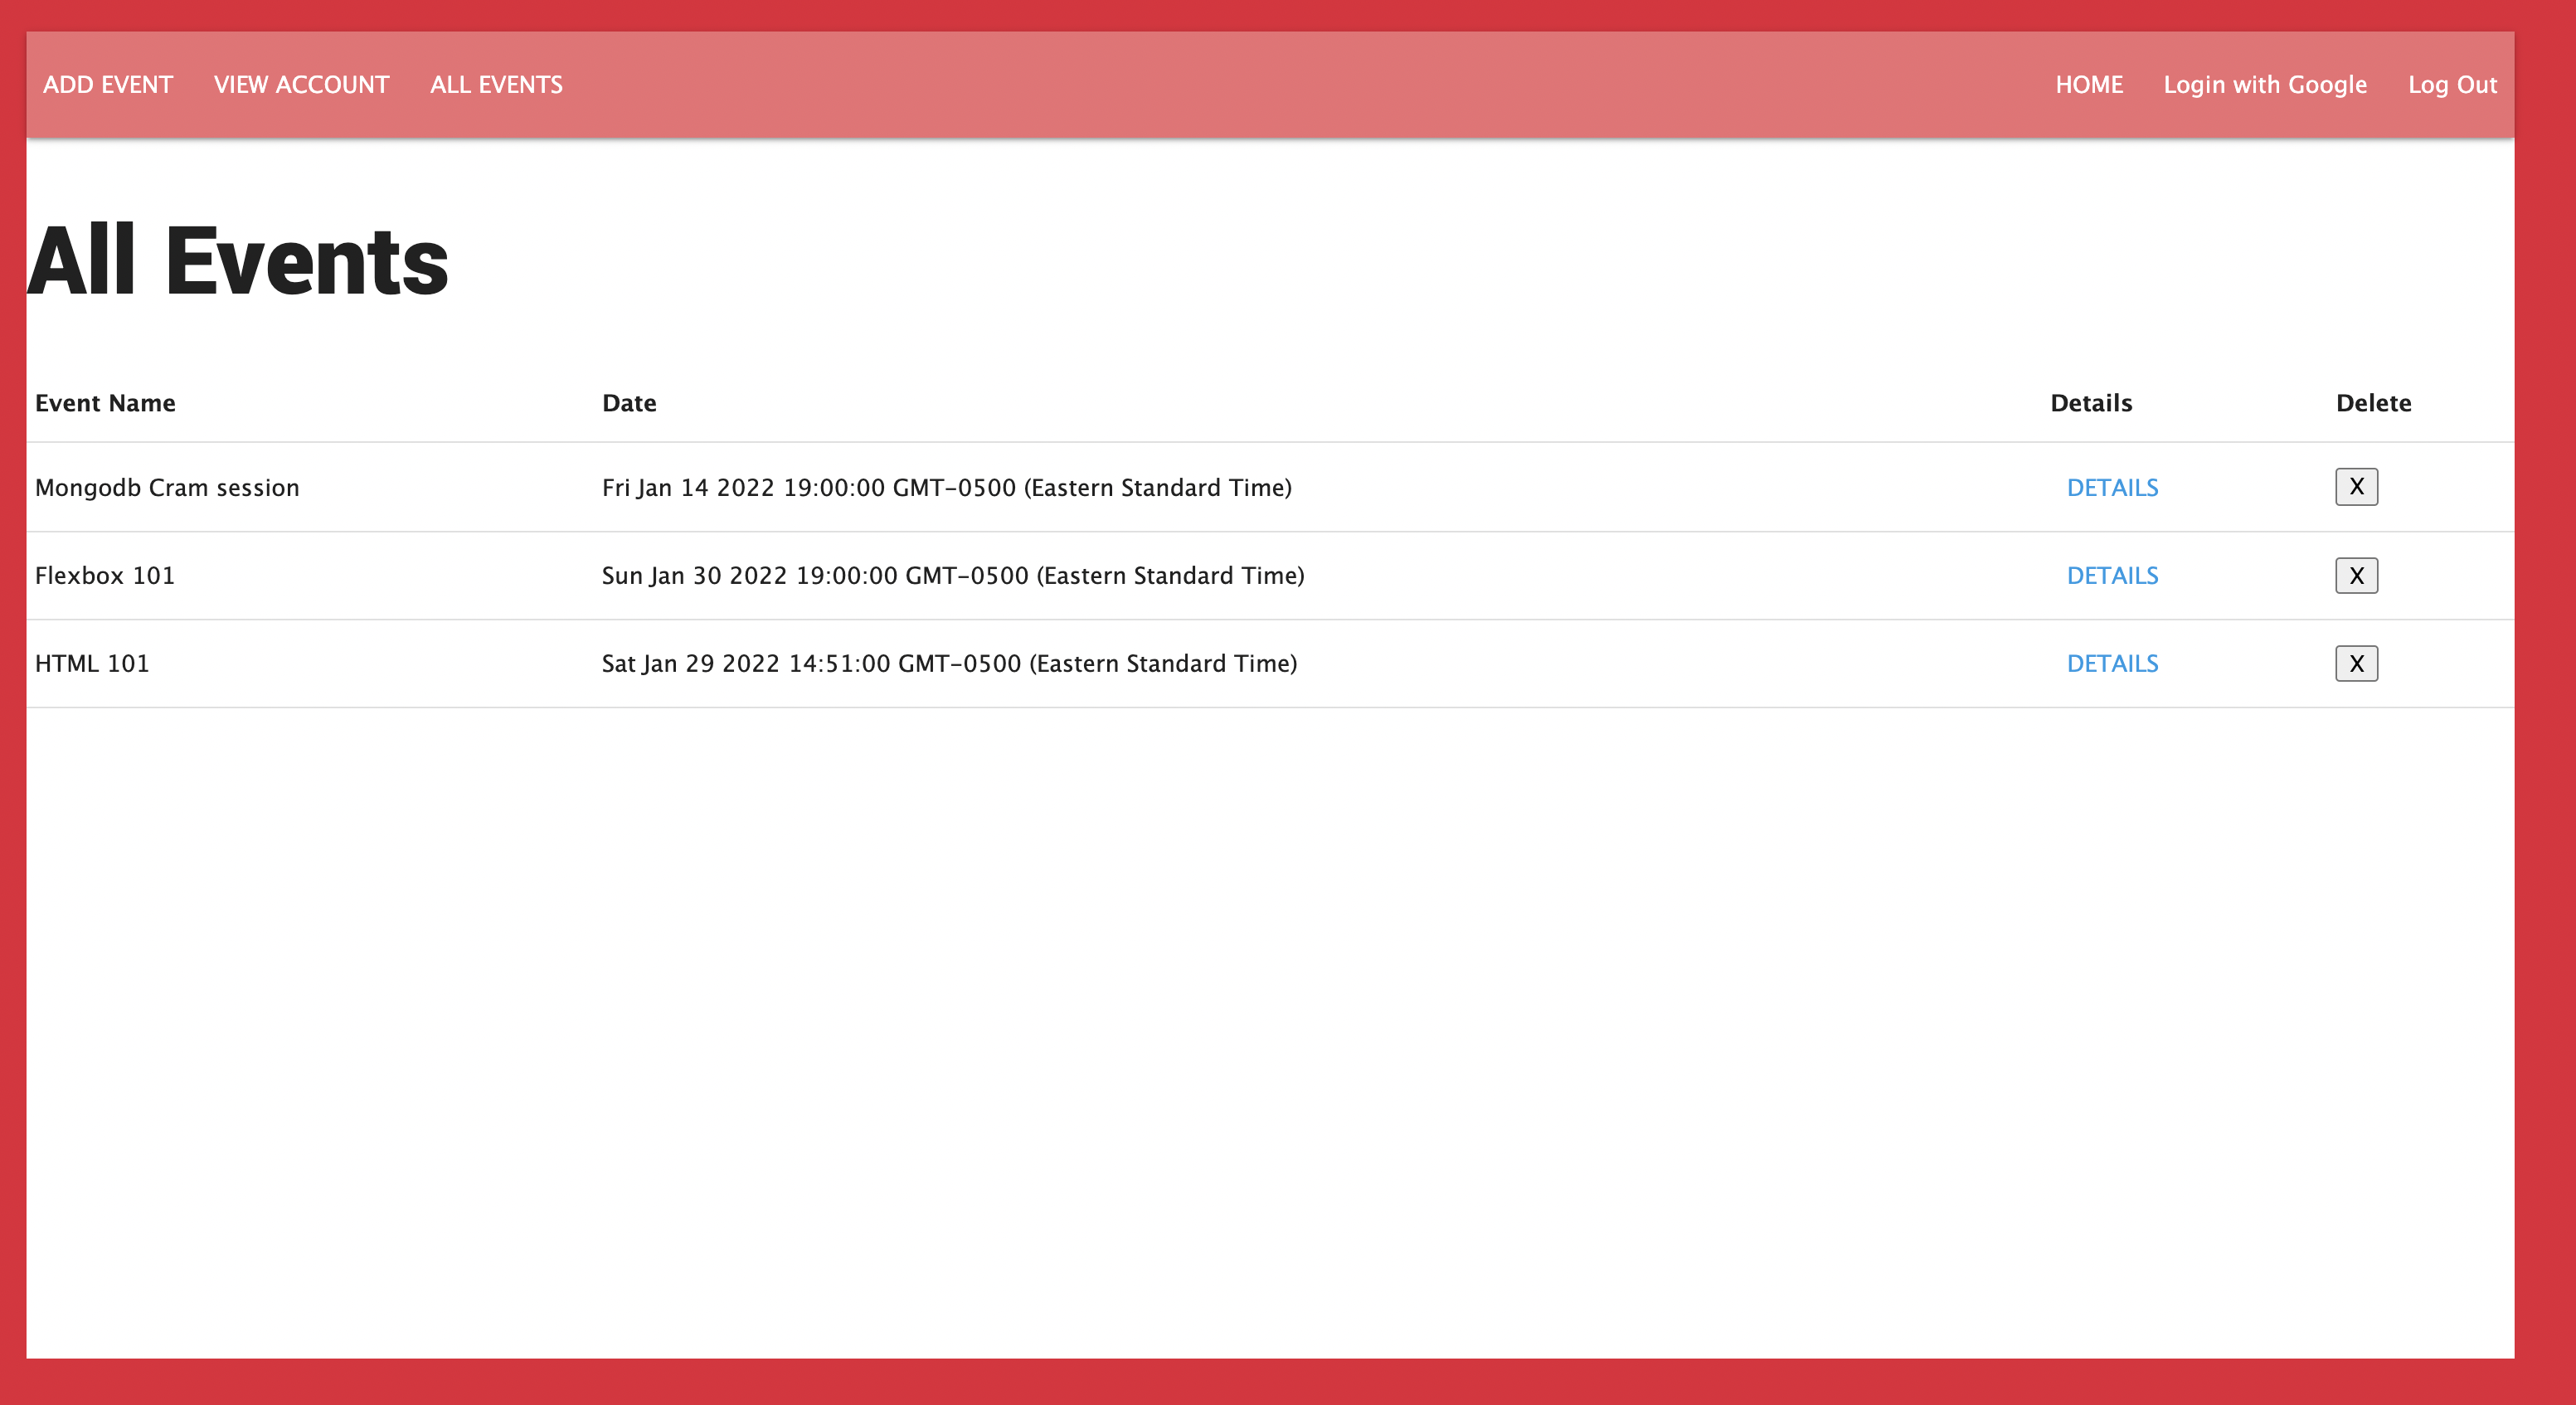 ADD EVENT VIEW ACCOUNT ALL EVENTS HOME Login with Google Log Out
All Events
Event Name Date Details Delete
Mongodb Cram session Fri Jan 14 2022 19:00:00 GMT-0500 (Eastern Standard Time) DETAILS X
Flexbox 101 Sun Jan 30 2022 19:00:00 GMT-0500 (Eastern Standard Time) DETAILS X
HTML 101 Sat Jan 29 2022 14:51:00 GMT-0500 (Eastern Standard Time) DETAILS X